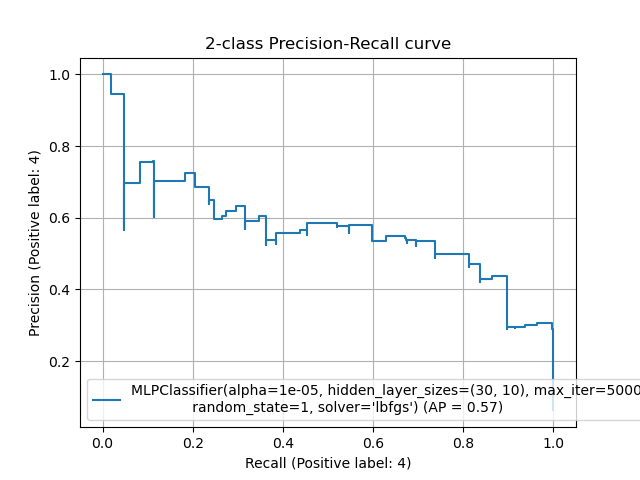 2-class Precision-Recall curve
1.0
0.8
0.6
0.4
0.2
Precision (Positive label: 4)
MLPClassifier(alpha=1e-05, hidden_layer_sizes=(30, 10), max_iter=5000
random_state=1, solver='lbfgs') (AP = 0.57)
0.0 0.2 0.4 0.6 0.8 1.0
Recall (Positive label: 4)